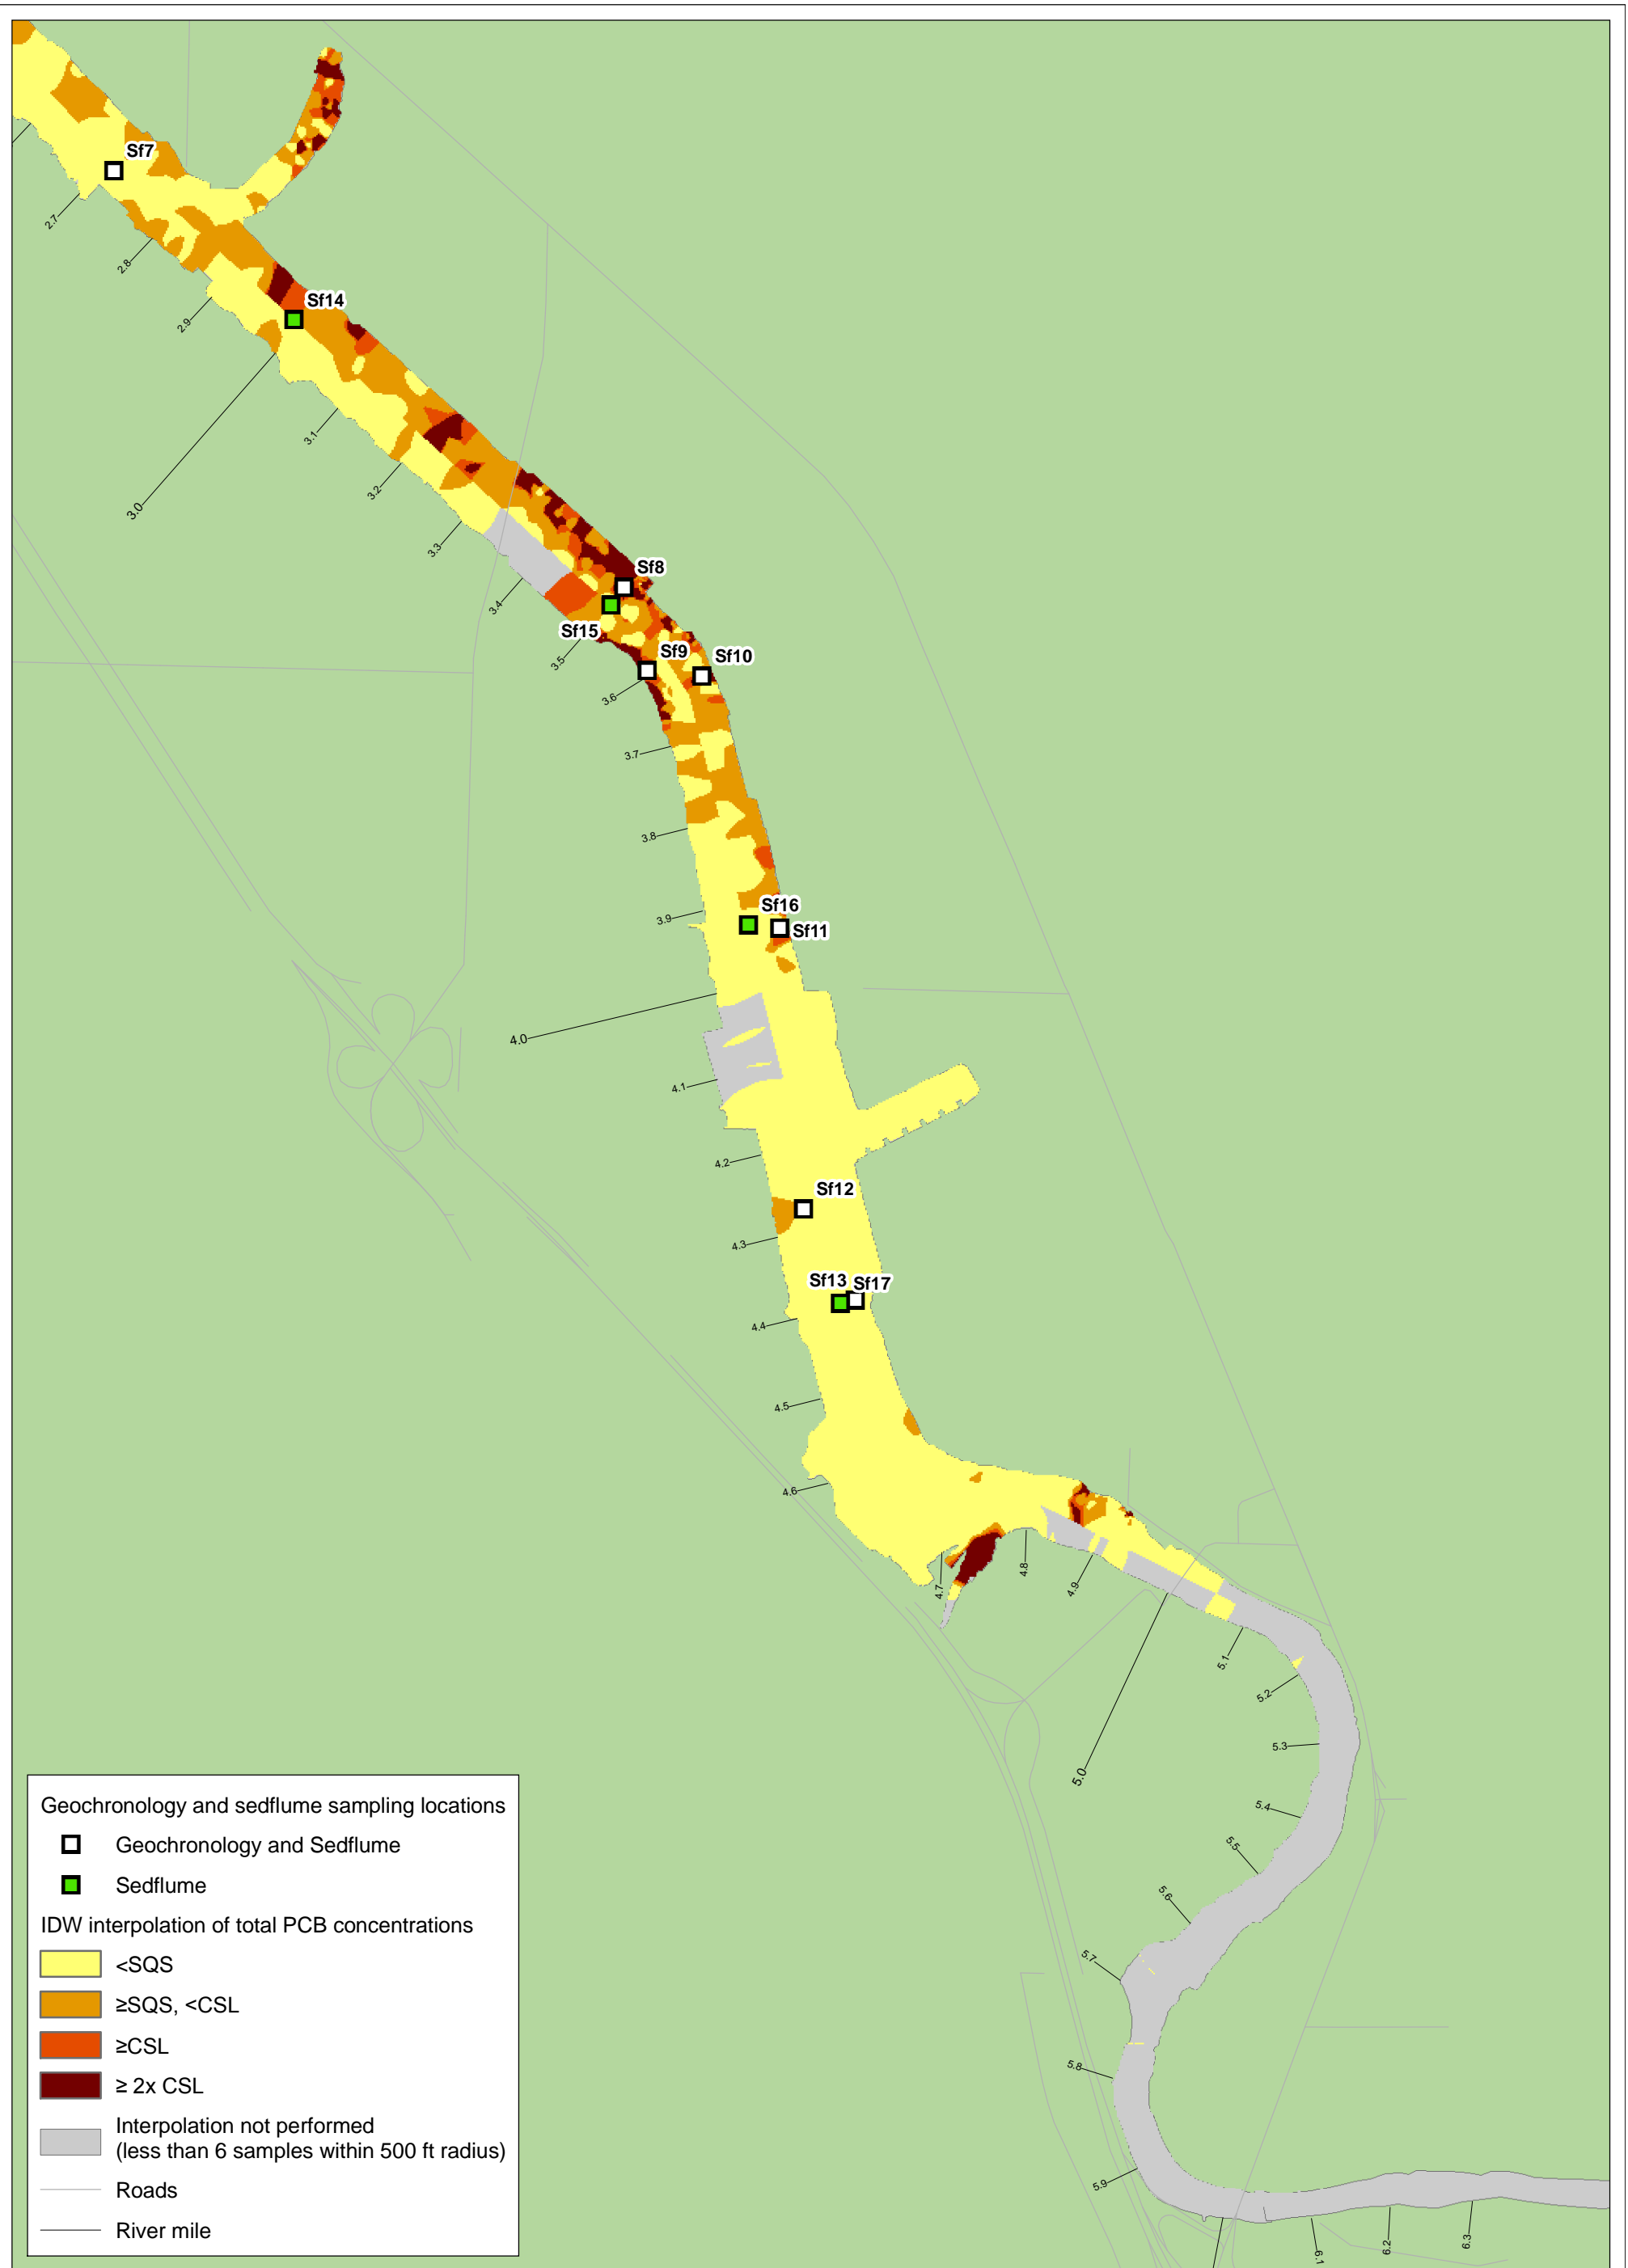 Sf7
2.7
2.8
2.9
Sf14
3.0
3.1
3.2
3.3
3.4
Sf8
Sf15
3.5
Sf9
Sf10
3.6
3.7
3.8
3.9
Sf16
Sf11
4.0
4.1
4.2
Sf12
4.3
Sf13
Sf17
4.4
4.5
4.6
4.7
4.8
4.9
5.0
5.1
5.2
5.3
5.4
5.5
5.6
5.7
5.8
5.9
6.1
6.2
6.3
Geochronology and sedflume sampling locations
Geochronology and Sedflume
Sedflume
IDW interpolation of total PCB concentrations
<SQS
≥SQS, <CSL
≥CSL
≥ 2x CSL
Interpolation not performed
(less than 6 samples within 500 ft radius)
Roads
River mile